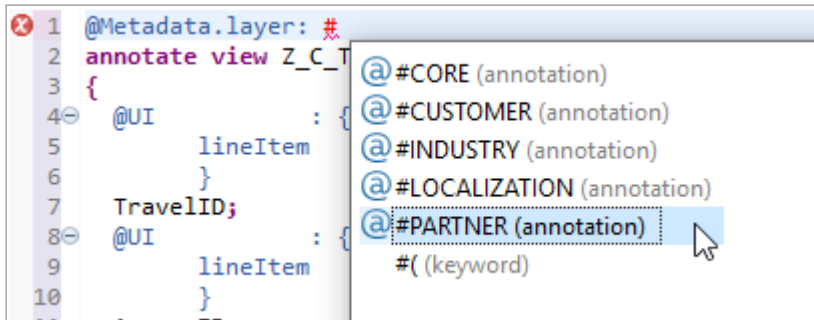 1 @Metadata.layer: #
2 annotate view Z_C_T
3 {
4 @UI : {
5 lineItem
6 }
7 TravelID;
8 @UI : {
9 lineItem
10 }
@ #CORE (annotation)
@ #CUSTOMER (annotation)
@ #INDUSTRY (annotation)
@ #LOCALIZATION (annotation)
@ #PARTNER (annotation)
#( (keyword)